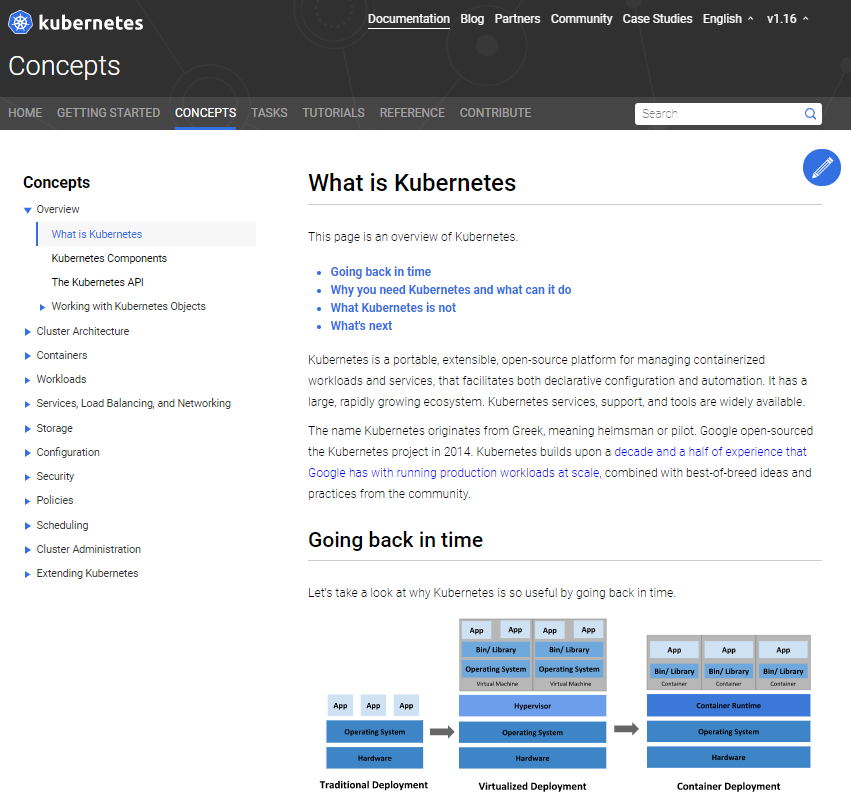 kubernetes
Documentation Blog Partners Community Case Studies English v1.16
Concepts
HOME GETTING STARTED CONCEPTS TASKS TUTORIALS REFERENCE CONTRIBUTE Search
Concepts
Overview
What is Kubernetes
Kubernetes Components
The Kubernetes API
Working with Kubernetes Objects
Cluster Architecture
Containers
Workloads
Services, Load Balancing, and Networking
Storage
Configuration
Security
Policies
Scheduling
Cluster Administration
Extending Kubernetes
What is Kubernetes
This page is an overview of Kubernetes.
Going back in time
Why you need Kubernetes and what can it do
What Kubernetes is not
What's next
Kubernetes is a portable, extensible, open-source platform for managing containerized
workloads and services, that facilitates both declarative configuration and automation. It has a
large, rapidly growing ecosystem. Kubernetes services, support, and tools are widely available.
The name Kubernetes originates from Greek, meaning helmsman or pilot. Google open-sourced
the Kubernetes project in 2014. Kubernetes builds upon a decade and a half of experience that
Google has with running production workloads at scale, combined with best-of-breed ideas and
practices from the community.
Going back in time
Let's take a look at why Kubernetes is so useful by going back in time.
App App App
Operating System
Hardware
Traditional Deployment
App App App App
Bin/ Library Bin/ Library
Operating System Operating System
Virtual Machine Virtual Machine
Hypervisor
Operating System
Hardware
Virtualized Deployment
App App App
Bin/ Library Bin/ Library Bin/ Library
Container Container Container
Container Runtime
Operating System
Hardware
Container Deployment